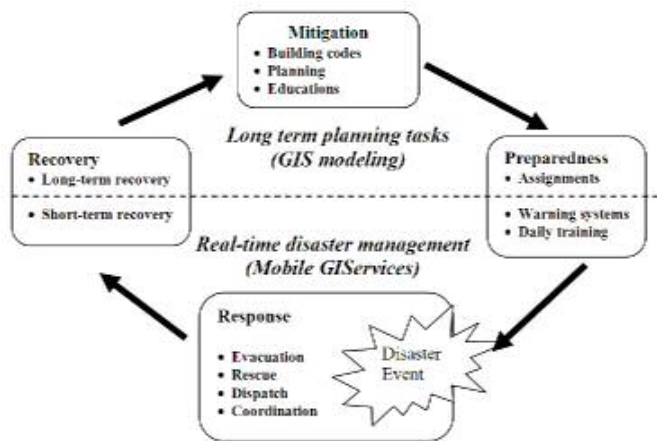 Mitigation
• Building codes
• Planning
• Educations
Long term planning tasks
(GIS modeling)
Recovery
• Long-term recovery
• Short-term recovery
Preparedness
• Assignments
• Warning systems
• Daily training
Real-time disaster management
(Mobile GIServices)
Response
• Evacuation
• Rescue
• Dispatch
• Coordination
Disaster
Event